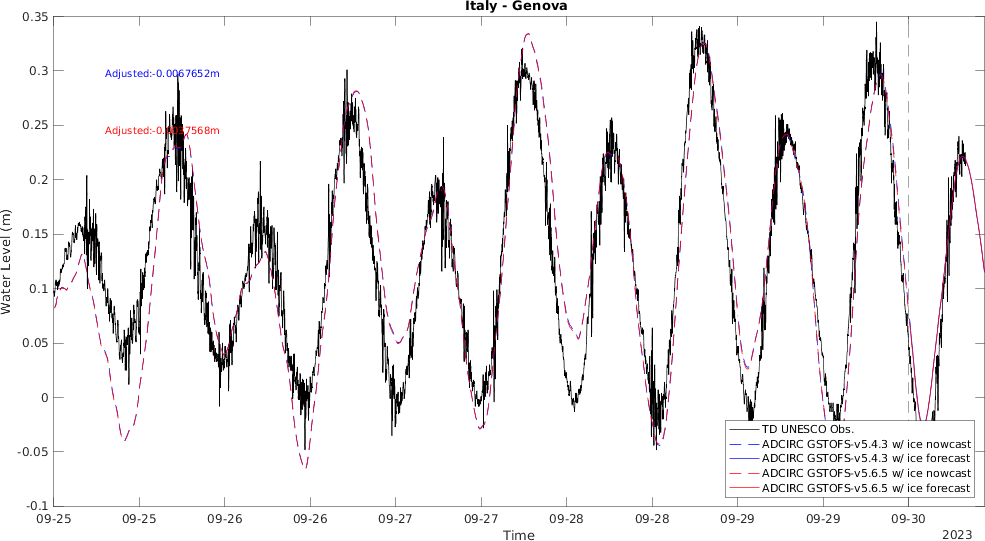 Italy - Genova
0.35
0.3
0.25
0.2
0.15
0.1
0.05
0
-0.05
-0.1
Water Level (m)
Adjusted:-0.0067652m
TD UNESCO Obs.
ADCIRC GSTOFS-v5.4.3 w/ ice nowcast
ADCIRC GSTOFS-v5.4.3 w/ ice forecast
ADCIRC GSTOFS-v5.6.5 w/ ice nowcast
ADCIRC GSTOFS-v5.6.5 w/ ice forecast
09-25 09-25 09-26 09-26 09-27 09-27 09-28 09-28 09-29 09-29 09-30
Time
2023